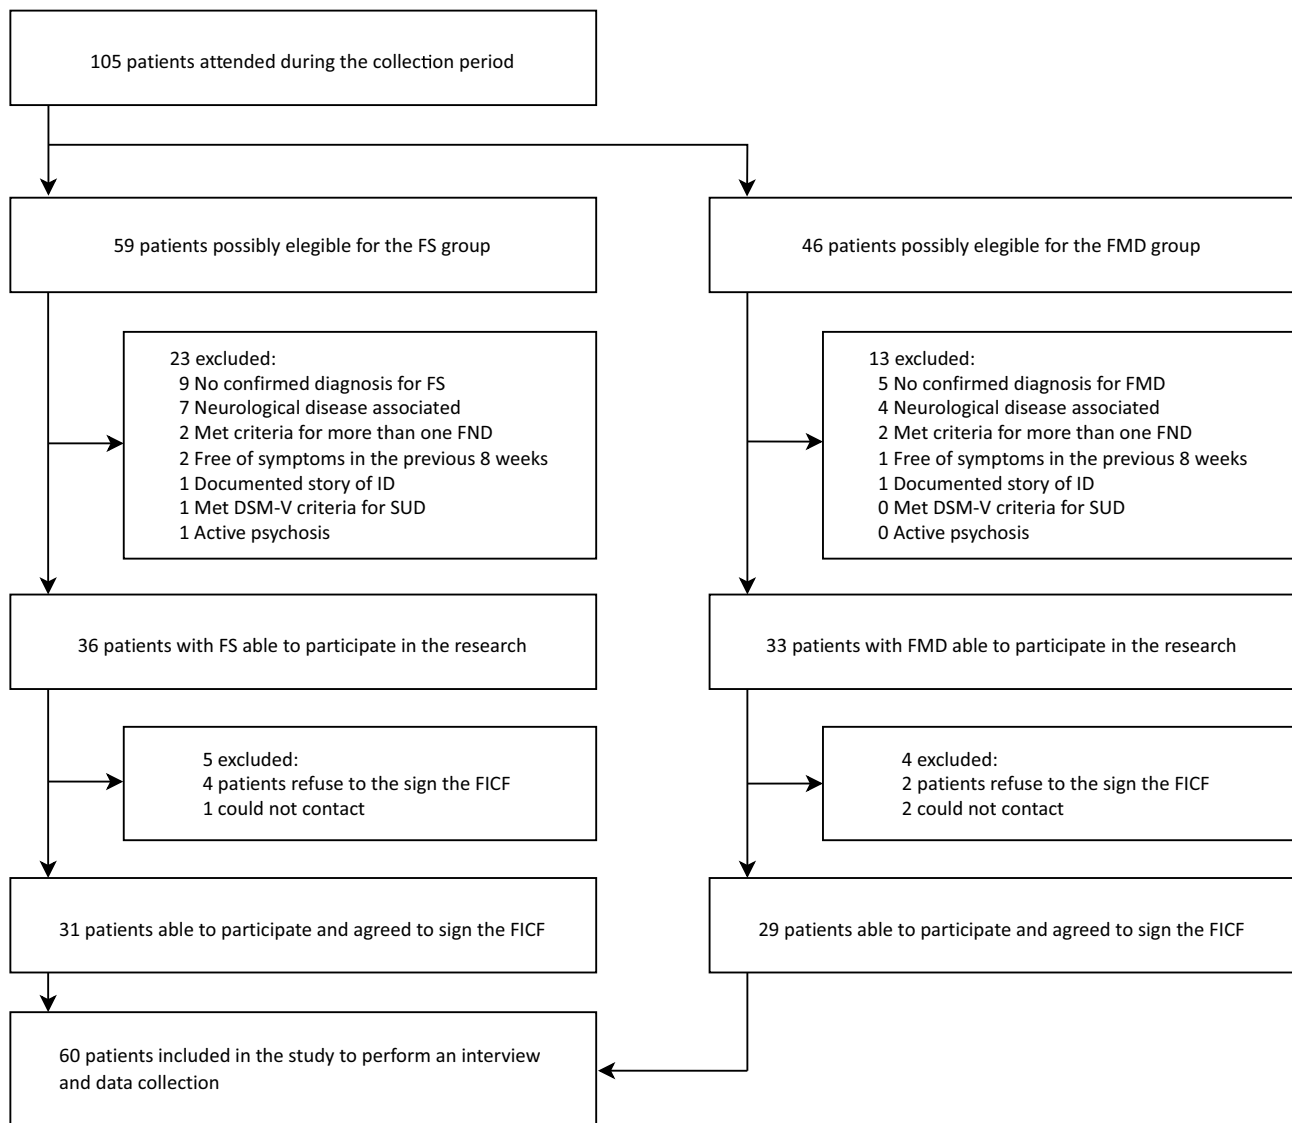 105 patients attended during the collection period
59 patients possibly elegible for the FS group
46 patients possibly elegible for the FMD group
23 excluded:
9 No confirmed diagnosis for FS
7 Neurological disease associated
2 Met criteria for more than one FND
2 Free of symptoms in the previous 8 weeks
1 Documented story of ID
1 Met DSM-V criteria for SUD
1 Active psychosis
13 excluded:
5 No confirmed diagnosis for FMD
4 Neurological disease associated
2 Met criteria for more than one FND
1 Free of symptoms in the previous 8 weeks
1 Documented story of ID
0 Met DSM-V criteria for SUD
0 Active psychosis
36 patients with FS able to participate in the research
33 patients with FMD able to participate in the research
5 excluded:
4 patients refuse to the sign the FICF
1 could not contact
4 excluded:
2 patients refuse to the sign the FICF
2 could not contact
31 patients able to participate and agreed to sign the FICF
29 patients able to participate and agreed to sign the FICF
60 patients included in the study to perform an interview
and data collection